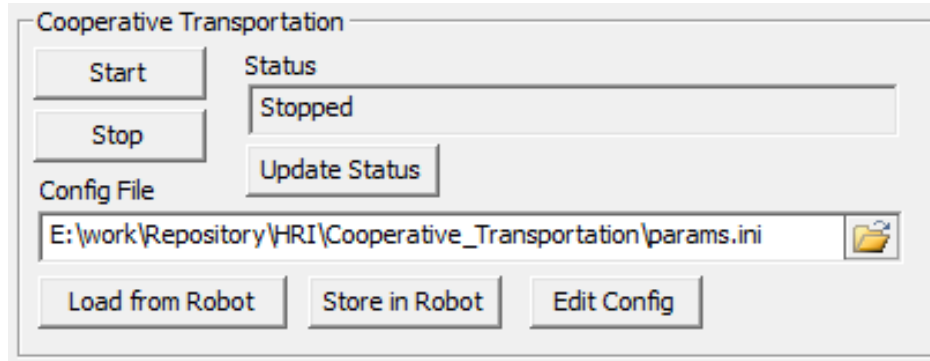 Cooperative Transportation
Start
Status
Stopped
Stop
Update Status
Config File
E:\work\Repository\HRI\Cooperative_Transportation\params.ini
Load from Robot
Store in Robot
Edit Config